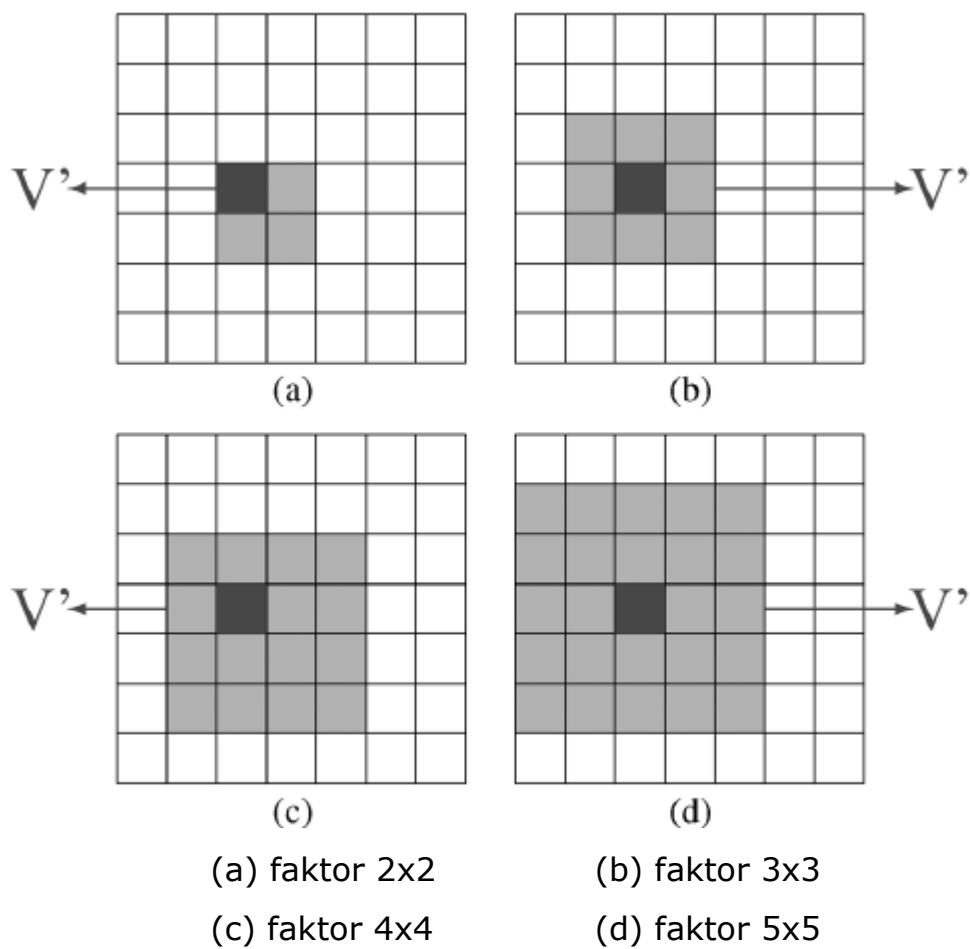 V’ V’
(a) (b)
V’ V’
(c) (d)
(a) faktor 2x2 (b) faktor 3x3
(c) faktor 4x4 (d) faktor 5x5